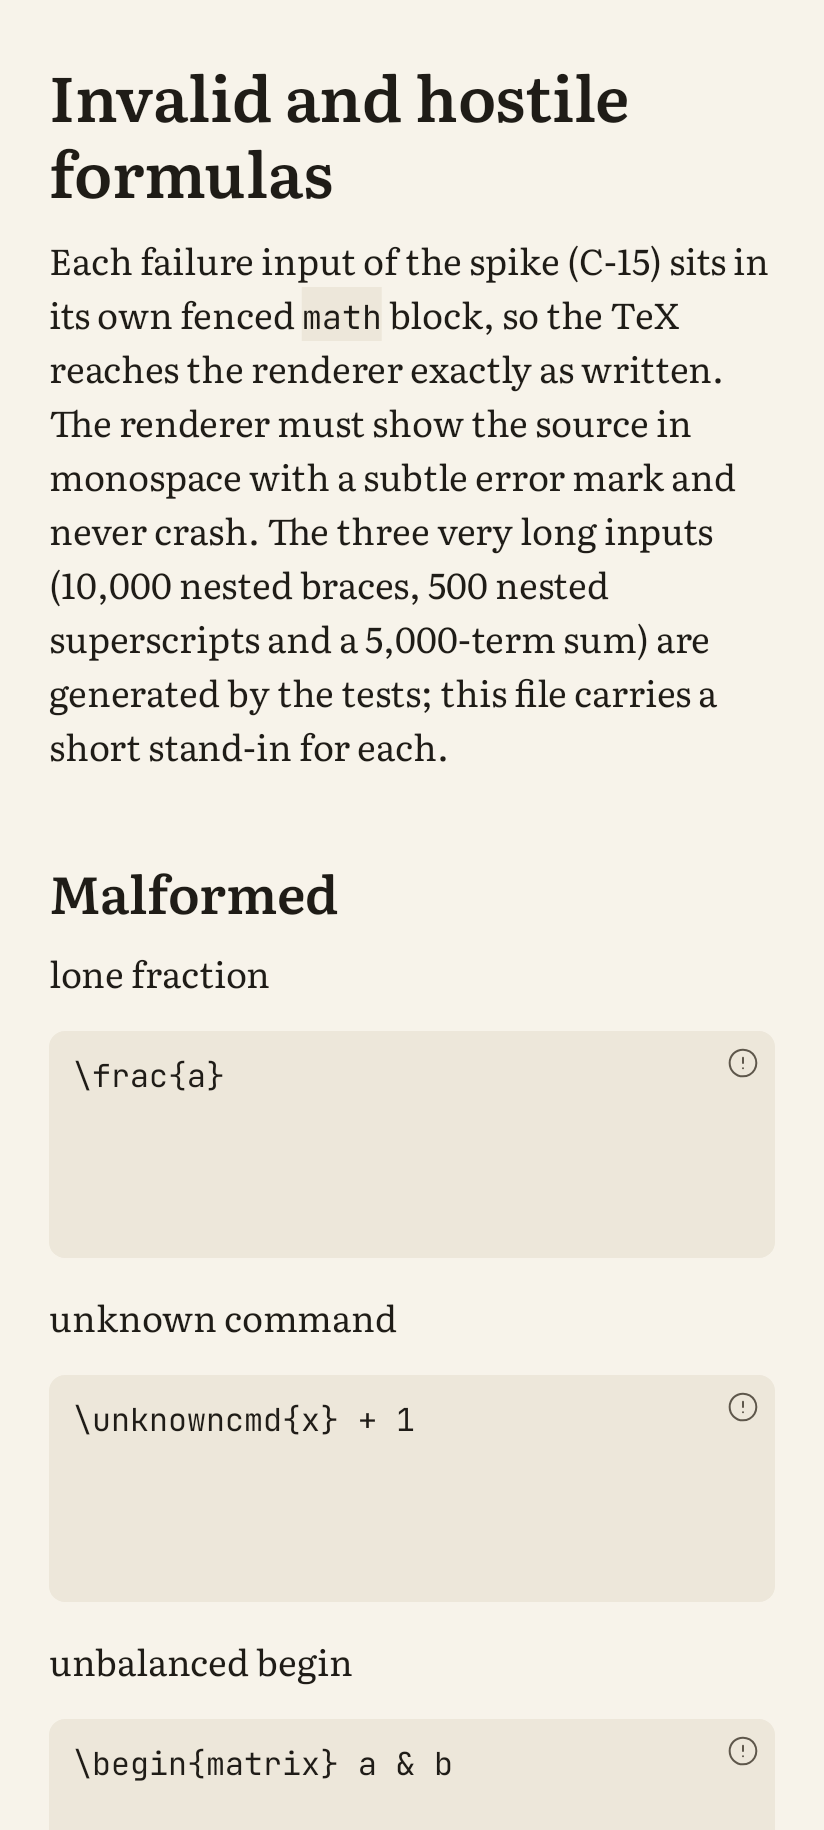 Invalid and hostile
formulas
Each failure input of the spike (C-15) sits in
its own fenced math block, so the TeX
reaches the renderer exactly as written.
The renderer must show the source in
monospace with a subtle error mark and
never crash. The three very long inputs
(10,000 nested braces, 500 nested
superscripts and a 5,000-term sum) are
generated by the tests; this file carries a
short stand-in for each.
Malformed
lone fraction
\frac{a}
unknown command
\unknowncmd{x} + 1
unbalanced begin
\begin{matrix} a & b